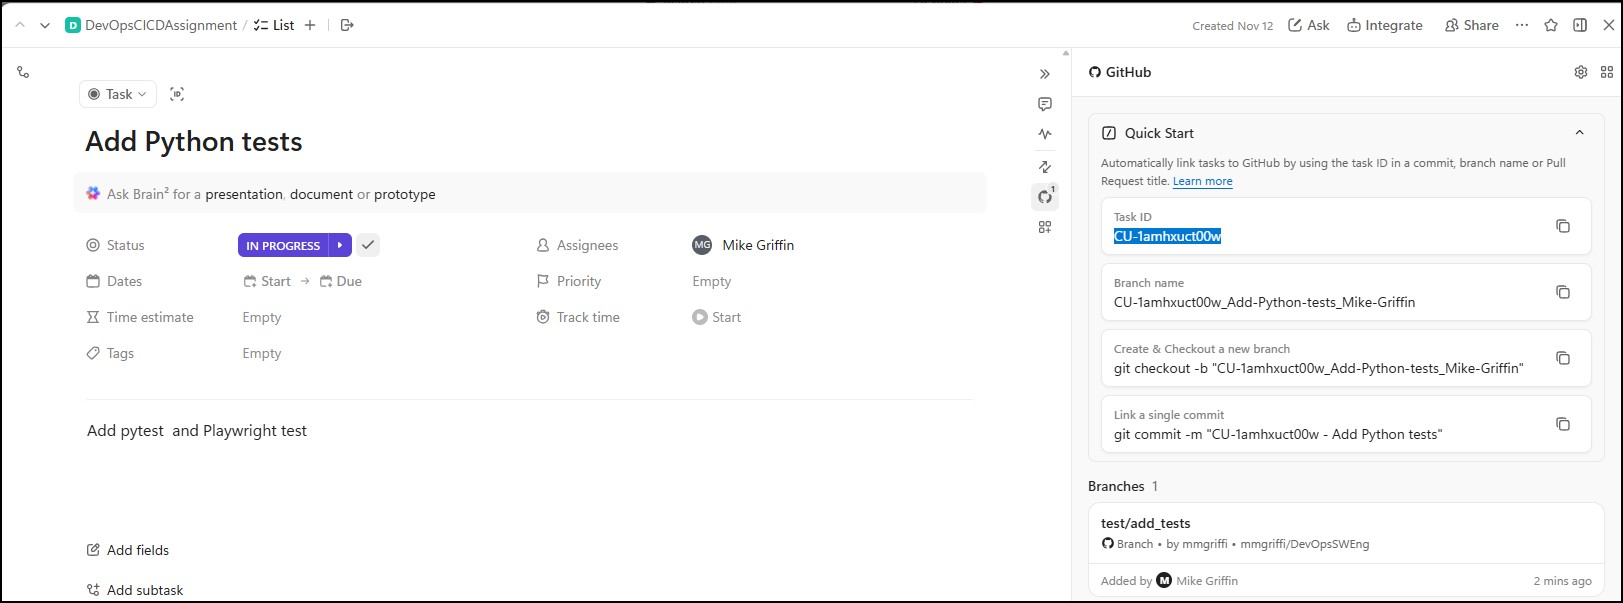 D DevOpsCICDAssignment / List
Created Nov 12 Ask Integrate Share
Task
ID
Add Python tests
Ask Brain² for a presentation, document or prototype
Status IN PROGRESS
Assignees MG Mike Griffin
Dates Start → Due
Priority Empty
Time estimate Empty
Track time Start
Tags Empty
Add pytest  and Playwright test
Add fields
Add subtask
1
GitHub
Quick Start
Automatically link tasks to GitHub by using the task ID in a commit, branch name or Pull
Request title. Learn more
Task ID
CU-1amhxuct00w
Branch name
CU-1amhxuct00w_Add-Python-tests_Mike-Griffin
Create & Checkout a new branch
git checkout -b "CU-1amhxuct00w_Add-Python-tests_Mike-Griffin"
Link a single commit
git commit -m "CU-1amhxuct00w - Add Python tests"
Branches 1
test/add_tests
Branch • by mmgriffi • mmgriffi/DevOpsSWEng
Added by M Mike Griffin 2 mins ago